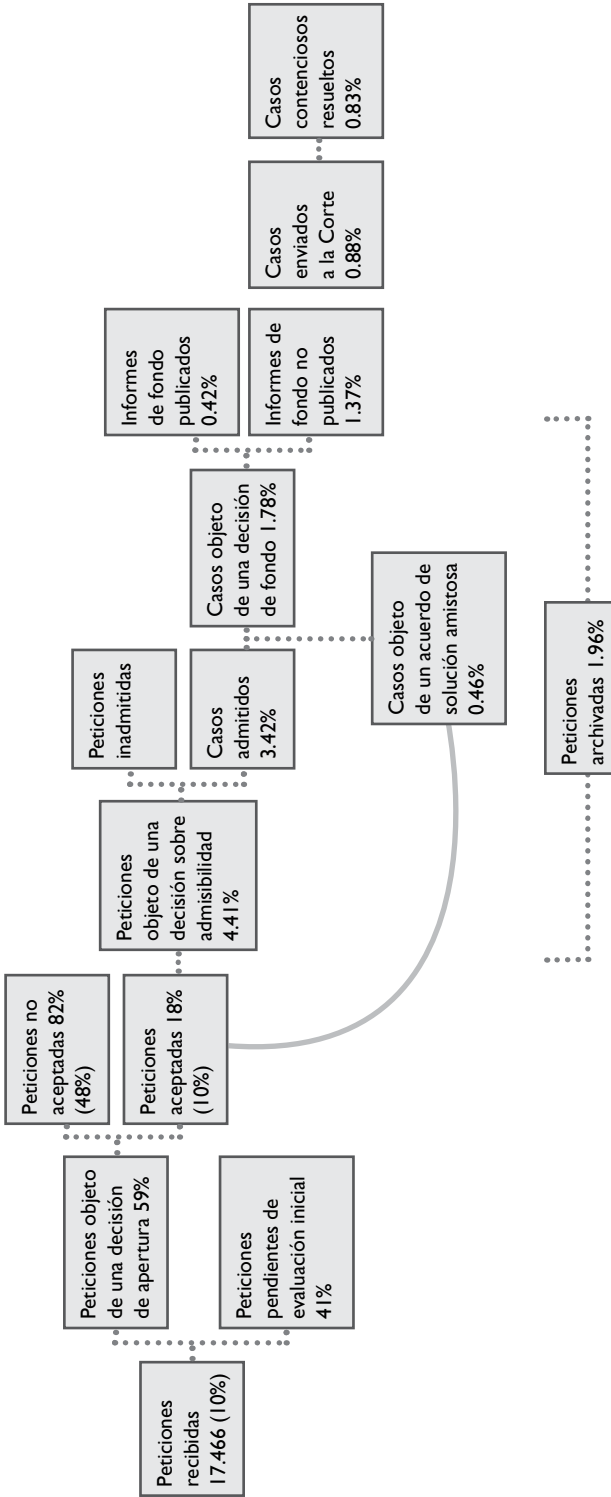 Peticiones
recibidas
17.466 (10%)
Peticiones objeto
de una decisión
de apertura 59%
Peticiones
pendientes de
evaluación inicial
41%
Peticiones no
aceptadas 82%
(48%)
Peticiones
aceptadas 18%
(10%)
Peticiones
objeto de una
decisión sobre
admisibilidad
4.41%
Peticiones
inadmitidas
Casos
admitidos
3.42%
Casos objeto
de una decisión
de fondo 1.78%
Casos objeto
de un acuerdo de
solución amistosa
0.46%
Informes
de fondo
publicados
0.42%
Informes de
fondo no
publicados
1.37%
Casos
enviados
a la Corte
0.88%
Casos
contenciosos
resueltos
0.83%
Peticiones
archivadas 1.96%